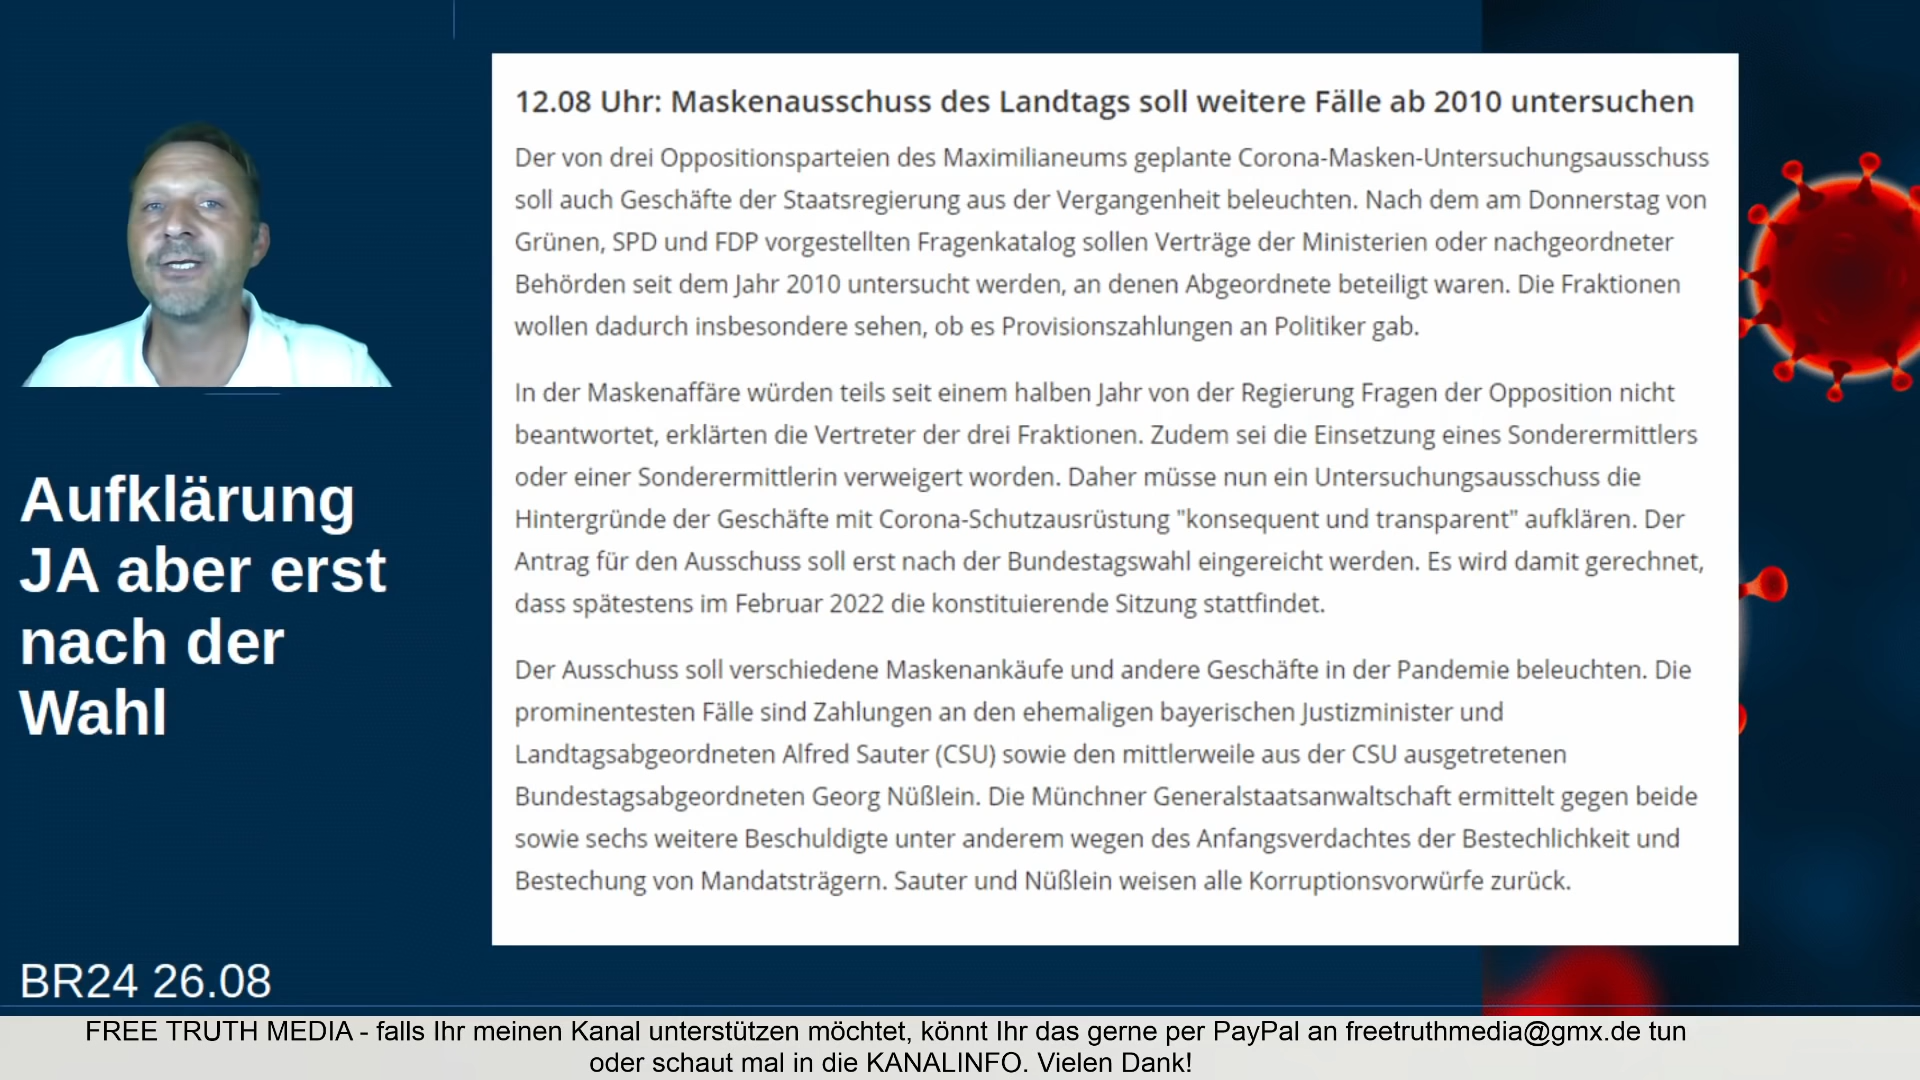 12.08 Uhr: Maskenausschuss des Landtags soll weitere Fälle ab 2010 untersuchen
Der von drei Oppositionsparteien des Maximilianeums geplante Corona-Masken-Untersuchungsausschuss
soll auch Geschäfte der Staatsregierung aus der Vergangenheit beleuchten. Nach dem am Donnerstag von
Grünen, SPD und FDP vorgestellten Fragenkatalog sollen Verträge der Ministerien oder nachgeordneter
Behörden seit dem Jahr 2010 untersucht werden, an denen Abgeordnete beteiligt waren. Die Fraktionen
wollen dadurch insbesondere sehen, ob es Provisionszahlungen an Politiker gab.
In der Maskenaffäre würden teils seit einem halben Jahr von der Regierung Fragen der Opposition nicht
beantwortet, erklärten die Vertreter der drei Fraktionen. Zudem sei die Einsetzung eines Sonderermittlers
oder einer Sonderermittlerin verweigert worden. Daher müsse nun ein Untersuchungsausschuss die
Hintergründe der Geschäfte mit Corona-Schutzausrüstung "konsequent und transparent" aufklären. Der
Antrag für den Ausschuss soll erst nach der Bundestagswahl eingereicht werden. Es wird damit gerechnet,
dass spätestens im Februar 2022 die konstituierende Sitzung stattfindet.
Der Ausschuss soll verschiedene Maskenankäufe und andere Geschäfte in der Pandemie beleuchten. Die
prominentesten Fälle sind Zahlungen an den ehemaligen bayerischen Justizminister und
Landtagsabgeordneten Alfred Sauter (CSU) sowie den mittlerweile aus der CSU ausgetretenen
Bundestagsabgeordneten Georg Nüßlein. Die Münchner Generalstaatsanwaltschaft ermittelt gegen beide
sowie sechs weitere Beschuldigte unter anderem wegen des Anfangsverdachtes der Bestechlichkeit und
Bestechung von Mandatsträgern. Sauter und Nüßlein weisen alle Korruptionsvorwürfe zurück.
Aufklärung
JA aber erst
nach der
Wahl
BR24 26.08
FREE TRUTH MEDIA - falls Ihr meinen Kanal unterstützen möchtet, könnt Ihr das gerne per PayPal an freetruthmedia@gmx.de tun
oder schaut mal in die KANALINFO. Vielen Dank!